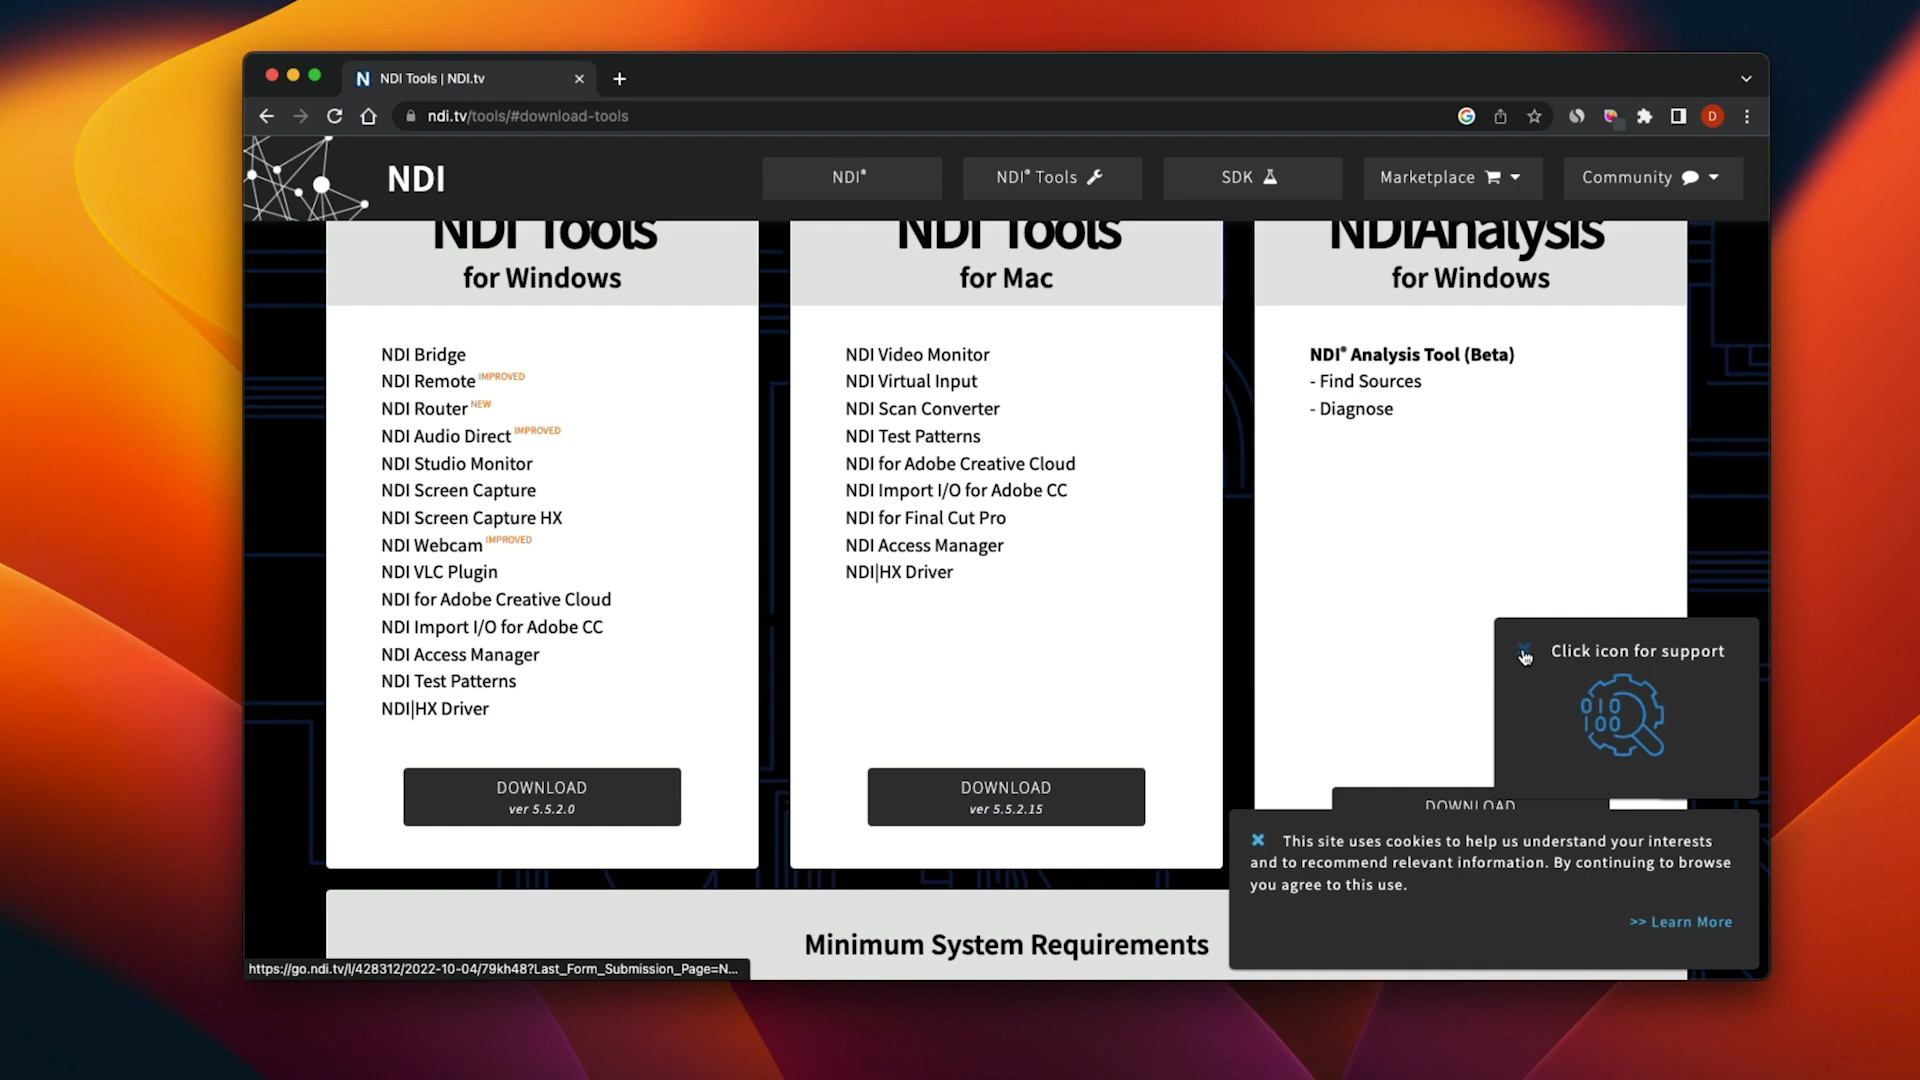 NDI Tools | NDI.tv
ndi.tv/tools/#download-tools
D
NDI
NDI®
NDI® Tools
SDK
Marketplace
Community
NDI Tools
for Windows
NDI Bridge
NDI Remote IMPROVED
NDI Router NEW
NDI Audio Direct IMPROVED
NDI Studio Monitor
NDI Screen Capture
NDI Screen Capture HX
NDI Webcam IMPROVED
NDI VLC Plugin
NDI for Adobe Creative Cloud
NDI Import I/O for Adobe CC
NDI Access Manager
NDI Test Patterns
NDI|HX Driver
DOWNLOAD
ver 5.5.2.0
NDI Tools
for Mac
NDI Video Monitor
NDI Virtual Input
NDI Scan Converter
NDI Test Patterns
NDI for Adobe Creative Cloud
NDI Import I/O for Adobe CC
NDI for Final Cut Pro
NDI Access Manager
NDI|HX Driver
DOWNLOAD
ver 5.5.2.15
NDIAnalysis
for Windows
NDI® Analysis Tool (Beta)
- Find Sources
- Diagnose
DOWNLOAD
Click icon for support
010
100
This site uses cookies to help us understand your interests
and to recommend relevant information. By continuing to browse
you agree to this use.
>> Learn More
Minimum System Requirements
https://go.ndi.tv/l/428312/2022-10-04/79kh48?Last_Form_Submission_Page=N...